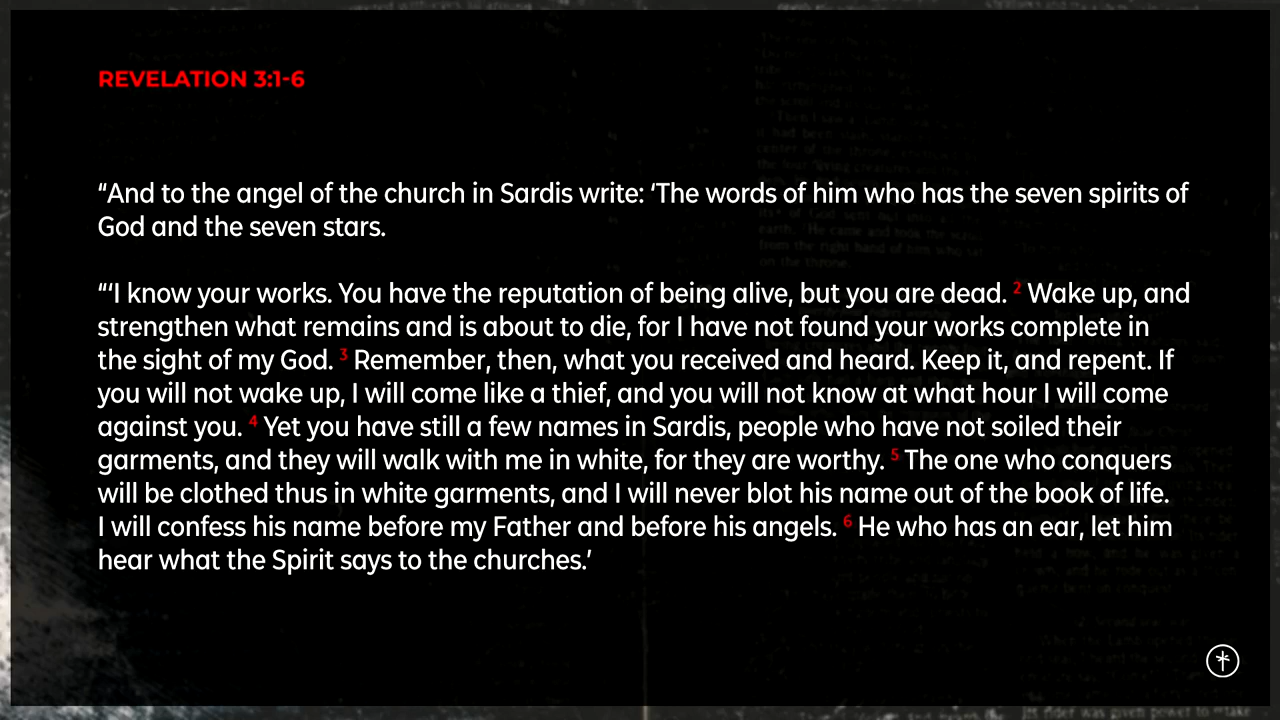 REVELATION 3:1-6
“And to the angel of the church in Sardis write: ‘The words of him who has the seven spirits of
God and the seven stars.
“‘I know your works. You have the reputation of being alive, but you are dead. 2 Wake up, and
strengthen what remains and is about to die, for I have not found your works complete in
the sight of my God. 3 Remember, then, what you received and heard. Keep it, and repent. If
you will not wake up, I will come like a thief, and you will not know at what hour I will come
against you. 4 Yet you have still a few names in Sardis, people who have not soiled their
garments, and they will walk with me in white, for they are worthy. 5 The one who conquers
will be clothed thus in white garments, and I will never blot his name out of the book of life.
I will confess his name before my Father and before his angels. 6 He who has an ear, let him
hear what the Spirit says to the churches.’